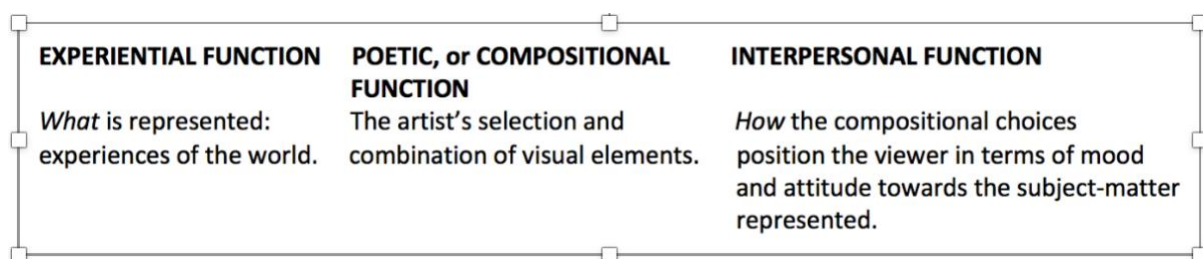 EXPERIENTIAL FUNCTION
What is represented:
experiences of the world.
POETIC, or COMPOSITIONAL
FUNCTION
The artist’s selection and
combination of visual elements.
INTERPERSONAL FUNCTION
How the compositional choices
position the viewer in terms of mood
and attitude towards the subject-matter
represented.